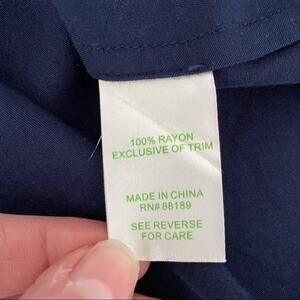 100% RAYON
EXCLUSIVE OF TRIM
MADE IN CHINA
RN# 88189
SEE REVERSE
FOR CARE